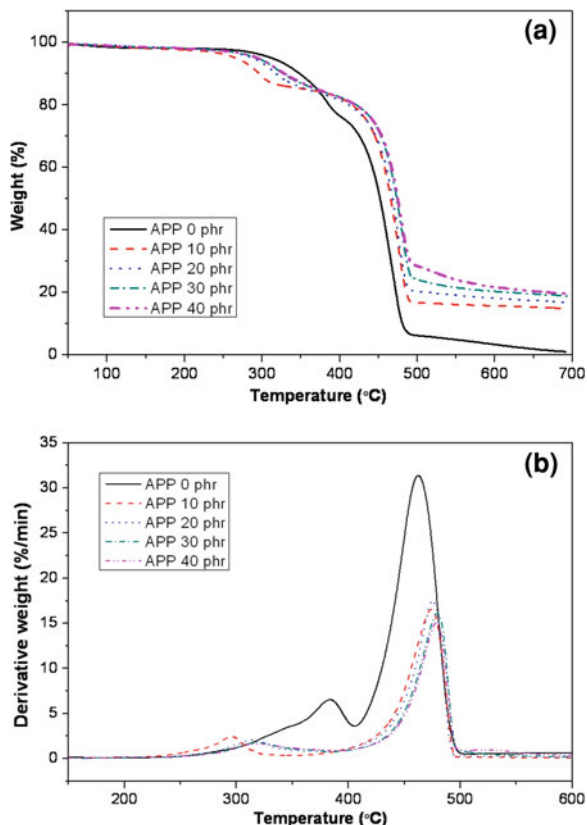 (a)
100
80
60
40
20
0
Weight (%)
APP 0 phr
APP 10 phr
APP 20 phr
APP 30 phr
APP 40 phr
100 200 300 400 500 600 700
Temperature (°C)
(b)
35
30
25
20
15
10
5
0
Derivative weight (%/min)
APP 0 phr
APP 10 phr
APP 20 phr
APP 30 phr
APP 40 phr
200 300 400 500 600
Temperature (°C)